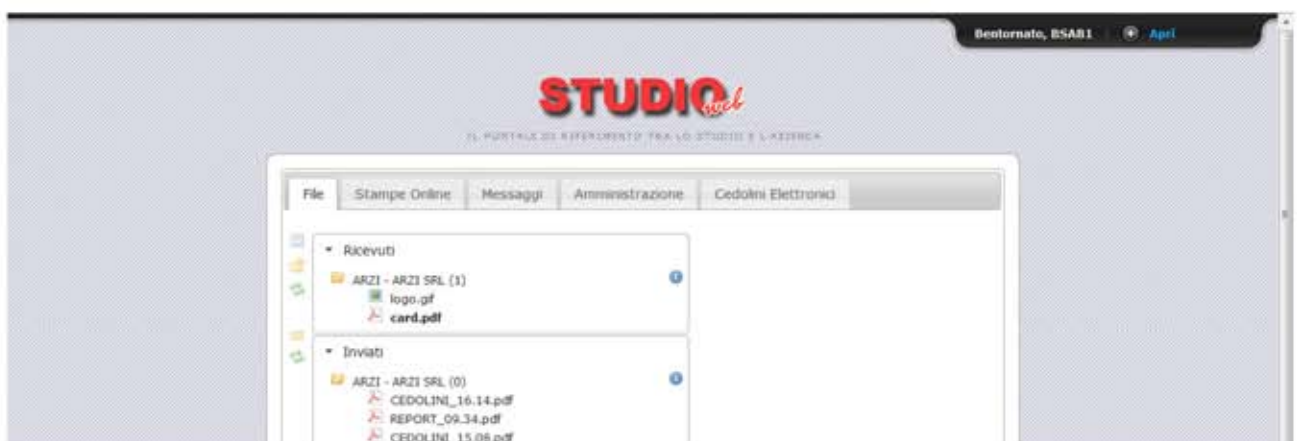 Bentornato, BSAB1 Apri
STUDIO web
IL PORTALE DI RIFERIMENTO TRA LO STUDIO E L'AZIENDA
File Stampe Online Messaggi Amministrazione Cedolini Elettronici
Ricevuti
ARZI - ARZI SRL (1)
logo.gif
card.pdf
Inviati
ARZI - ARZI SRL (0)
CEDOLINI_16.14.pdf
REPORT_09.34.pdf
CEDOLINI_15.06.pdf